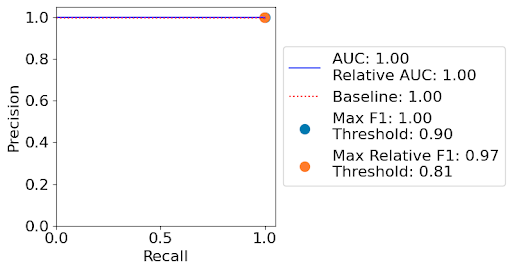 1.0
0.8
0.6
0.4
0.2
0.0
Precision
0.0 0.5 1.0
Recall
AUC: 1.00
Relative AUC: 1.00
Baseline: 1.00
Max F1: 1.00
Threshold: 0.90
Max Relative F1: 0.97
Threshold: 0.81